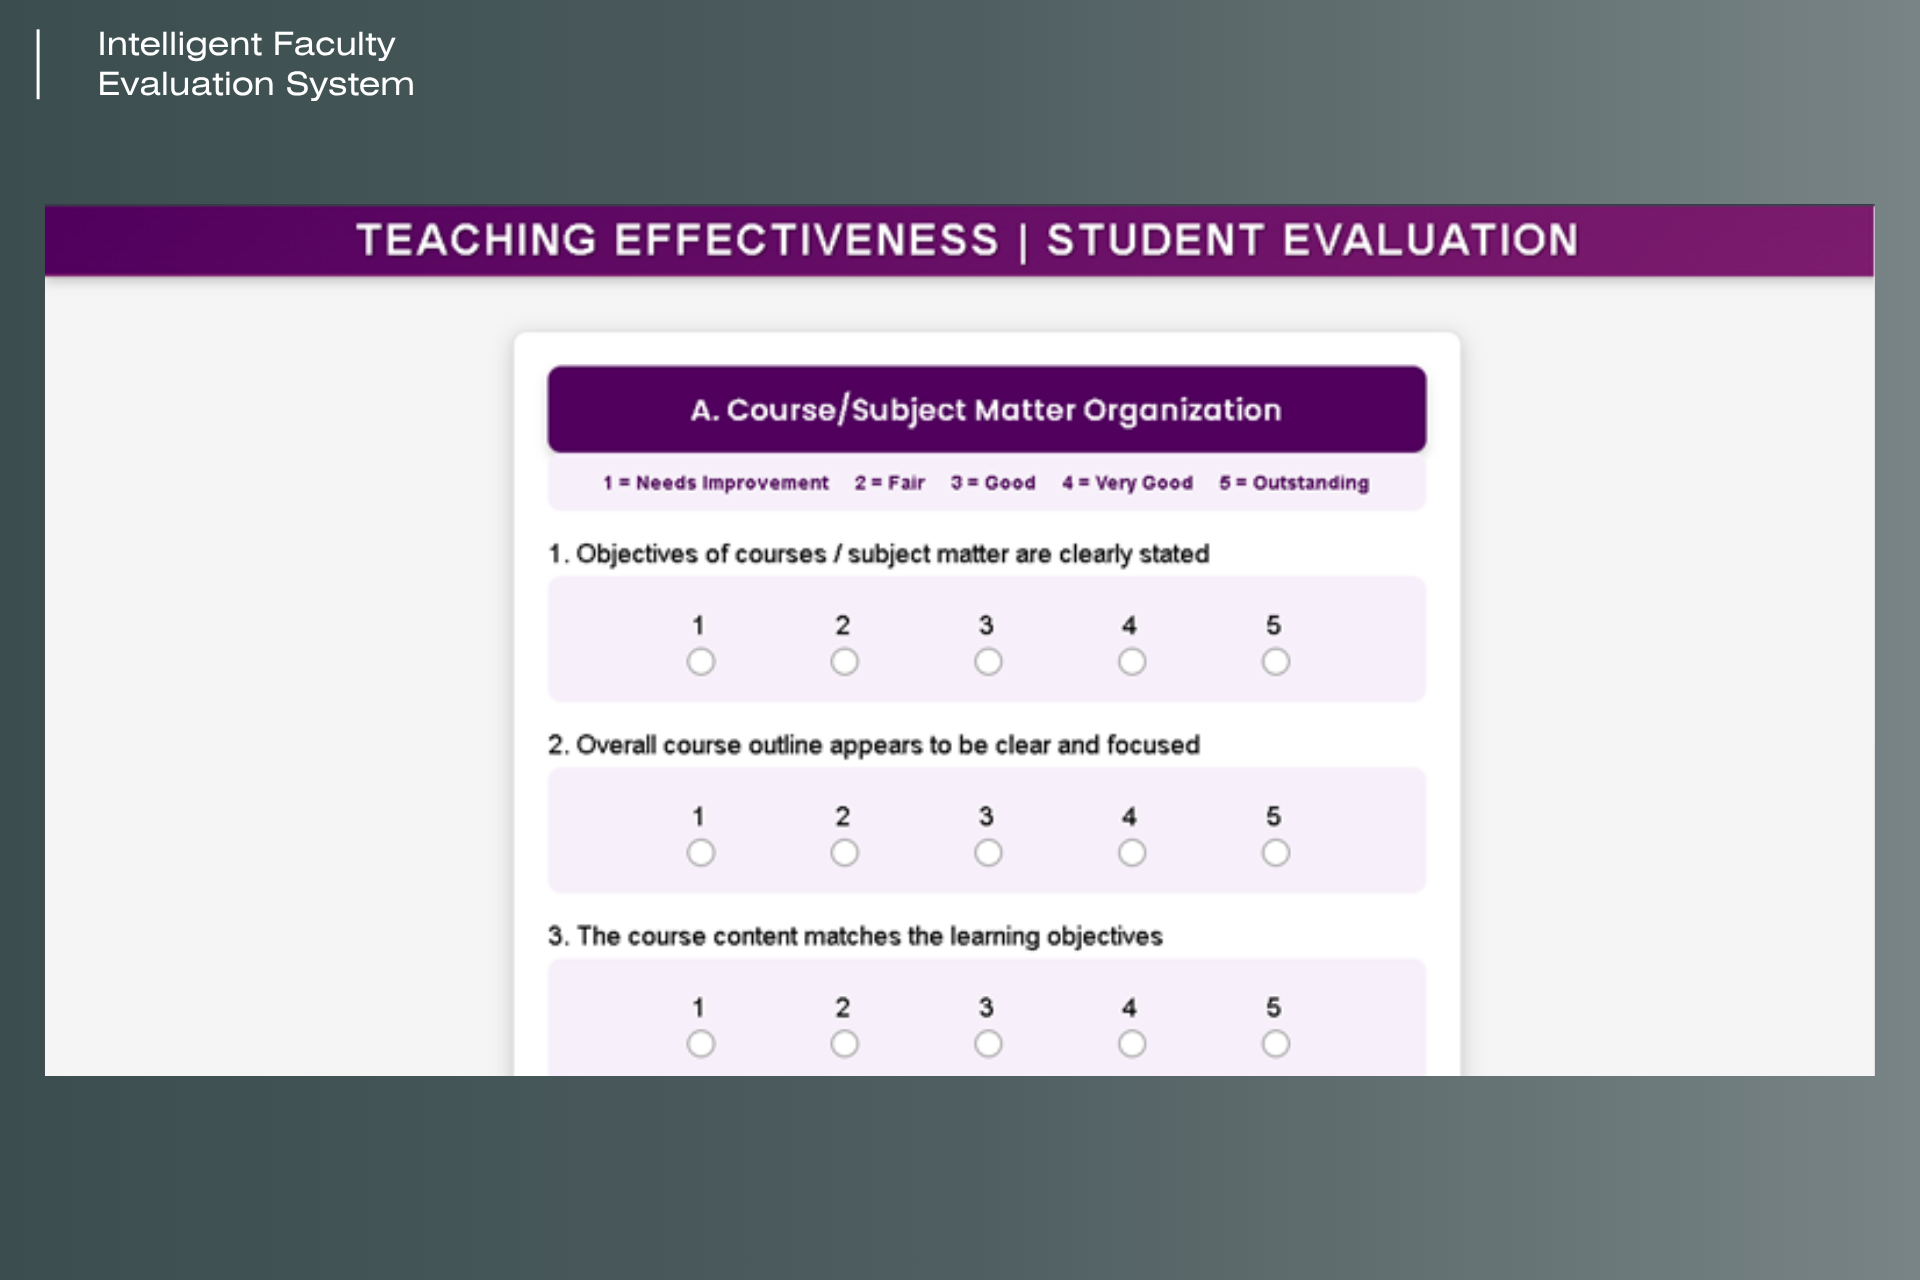 Intelligent Faculty
Evaluation System
TEACHING EFFECTIVENESS | STUDENT EVALUATION
A. Course/Subject Matter Organization
1 = Needs Improvement 2 = Fair 3 = Good 4 = Very Good 5 = Outstanding
1. Objectives of courses / subject matter are clearly stated
1 2 3 4 5
2. Overall course outline appears to be clear and focused
1 2 3 4 5
3. The course content matches the learning objectives
1 2 3 4 5